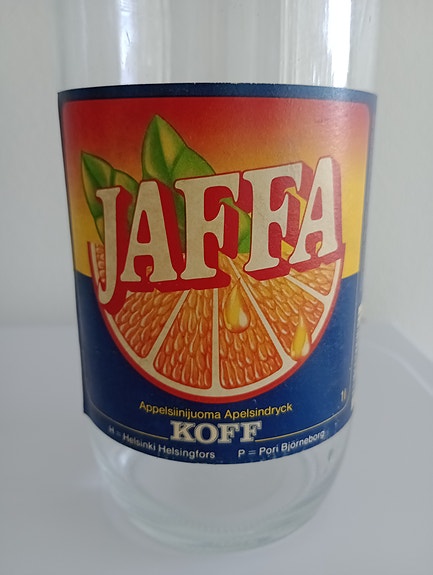 JAFFA
Appelsiinijuoma Apelsindryck
1l
KOFF
H = Helsinki Helsingfors P = Pori Björneborg